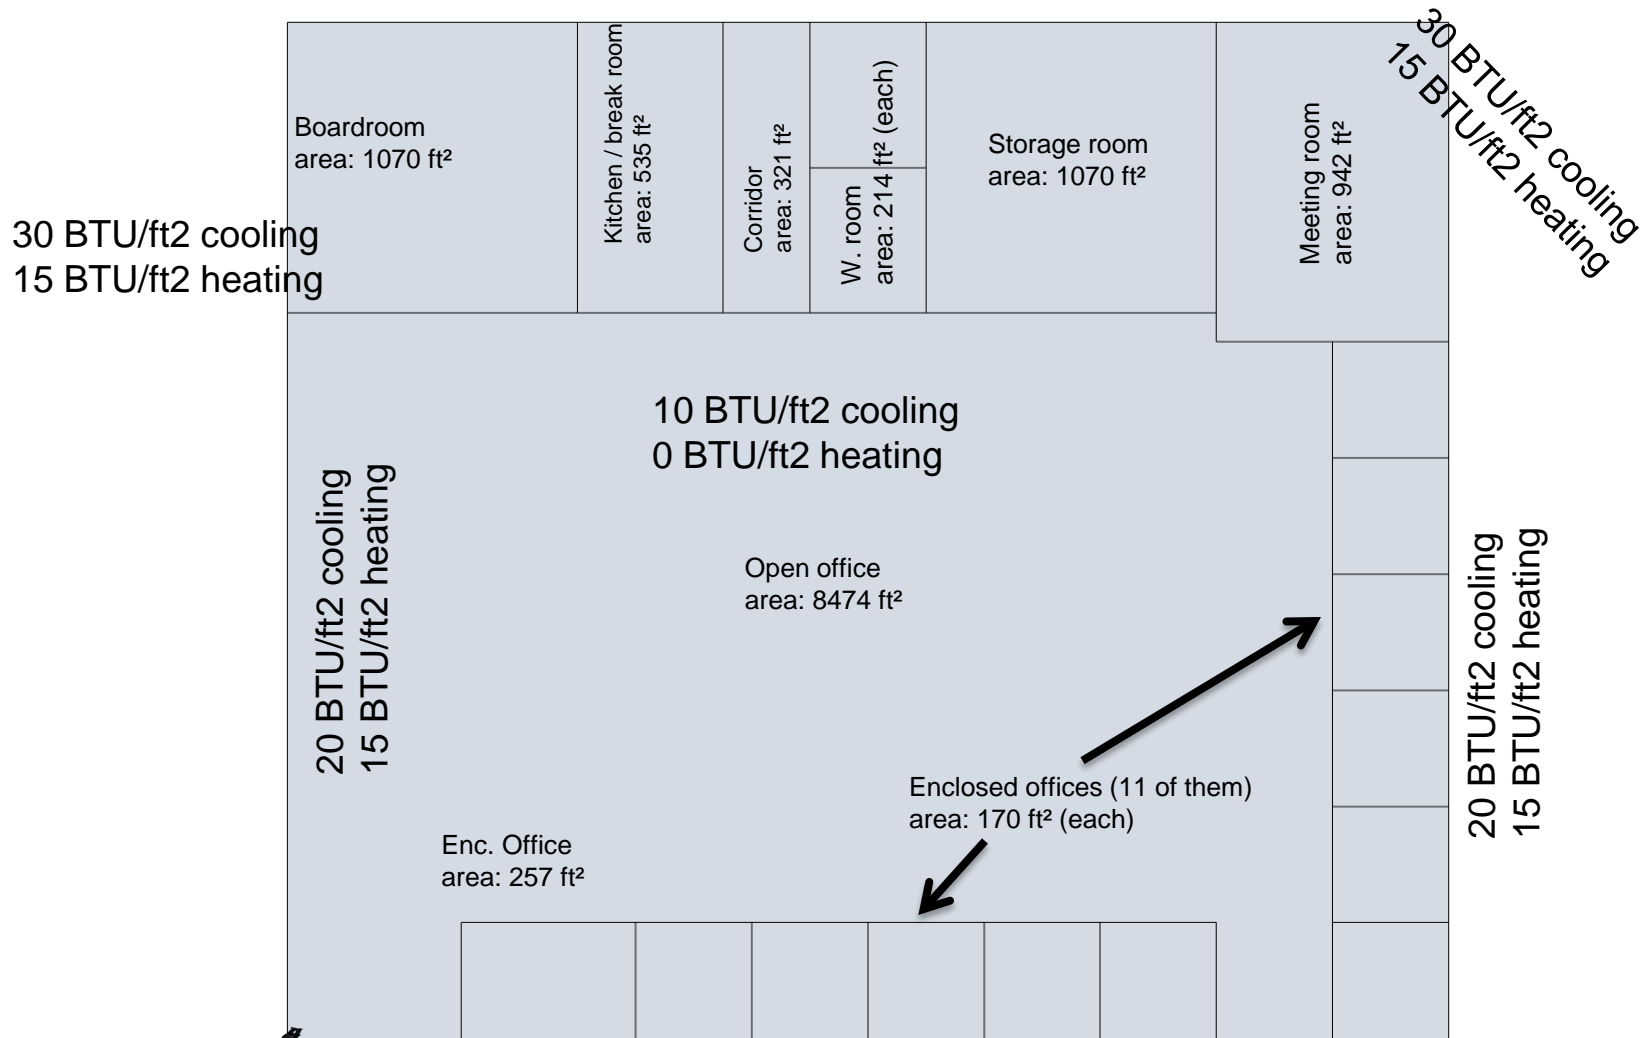 Boardroom
area: 1070 ft²
Kitchen / break room
area: 535 ft²
Corridor
area: 321 ft²
W. room
area: 214 ft² (each)
Storage room
area: 1070 ft²
Meeting room
area: 942 ft²
30 BTU/ft2 cooling
15 BTU/ft2 heating
30 BTU/ft2 cooling
15 BTU/ft2 heating
10 BTU/ft2 cooling
0 BTU/ft2 heating
20 BTU/ft2 cooling
15 BTU/ft2 heating
Open office
area: 8474 ft²
20 BTU/ft2 cooling
15 BTU/ft2 heating
Enclosed offices (11 of them)
area: 170 ft² (each)
Enc. Office
area: 257 ft²